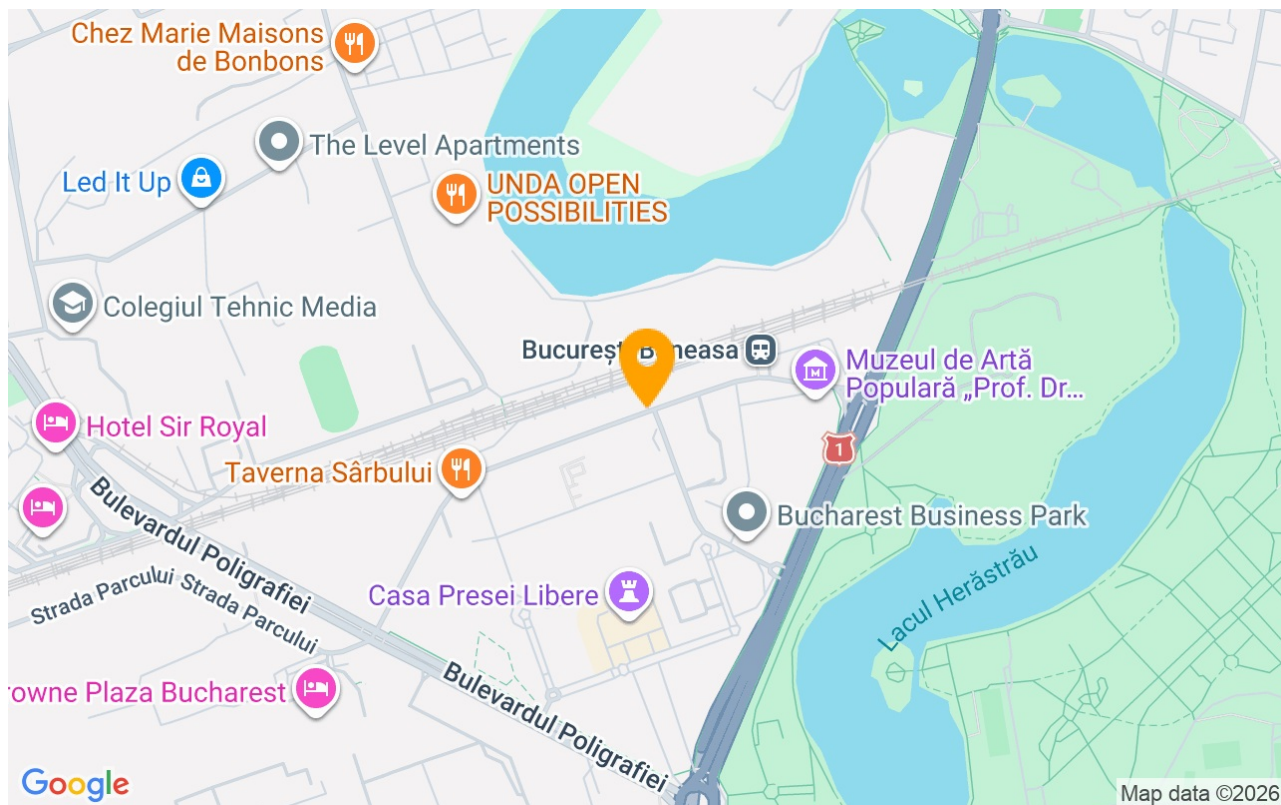 Chez Marie Maisons
de Bonbons
The Level Apartments
Led It Up
UNDA OPEN
POSSIBILITIES
Colegiul Tehnic Media
Muzeul de Artă
Populară „Prof. Dr...
Hotel Sir Royal
1
Taverna Sârbului
Bulevardul Poligrafiei
Bucharest Business Park
Strada Parcului
Strada Parcului
Casa Presei Libere
Lacul Herăstrău
rowne Plaza Bucharest
Bulevardul Poligrafiei
Google
Map data ©2026